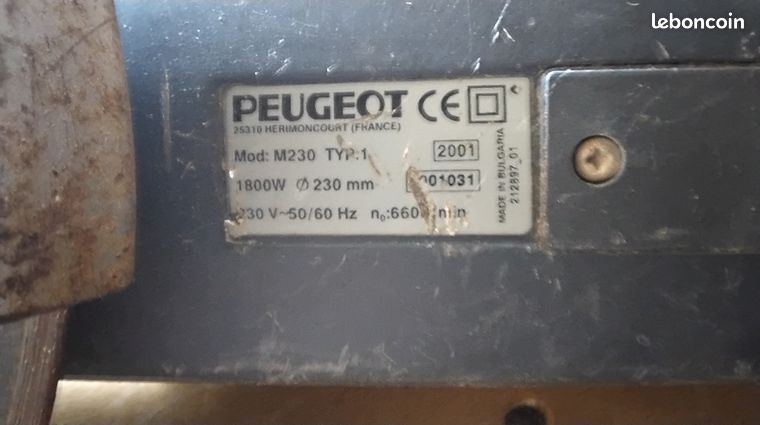 leboncoin
PEUGEOT CE
25310 HERIMONCOURT (FRANCE)
Mod: M230 TYP.1 2001
1800W Ø 230 mm
V~50/60 Hz
MADE IN BULGARIA
212897_01